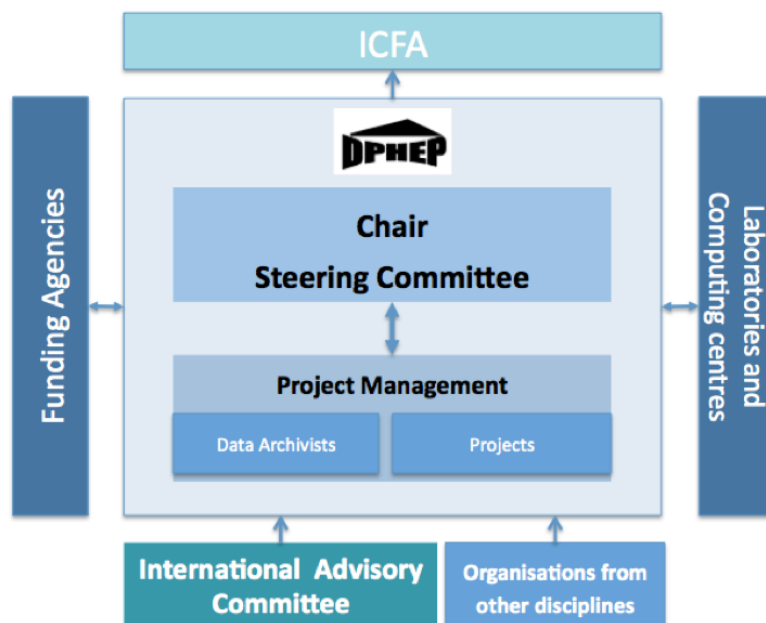 ICFA
DPHEP
Funding Agencies
Chair
Steering Committee
Project Management
Data Archivists
Projects
Laboratories and
Computing centres
International Advisory
Committee
Organisations from
other disciplines